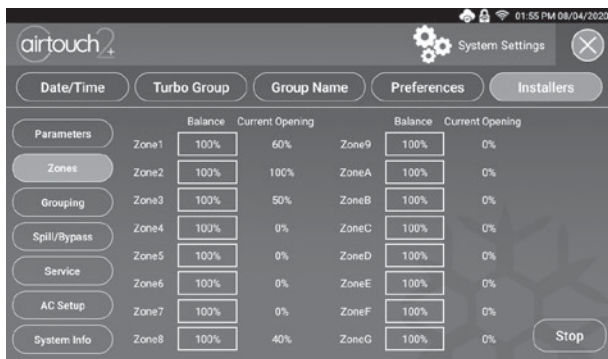 01:55 PM 08/04/2020
airtouch 2+ System Settings
Date/Time Turbo Group Group Name Preferences Installers
Balance Current Opening Balance Current Opening
Parameters
Zone1 100% 60% Zone9 100% 0%
Zones
Zone2 100% 100% ZoneA 100% 0%
Grouping
Zone3 100% 50% ZoneB 100% 0%
Spill/Bypass
Zone4 100% 0% ZoneC 100% 0%
Zone5 100% 0% ZoneD 100% 0%
Service
Zone6 100% 0% ZoneE 100% 0%
AC Setup
Zone7 100% 0% ZoneF 100% 0%
System Info
Zone8 100% 40% ZoneG 100% 0%
Stop